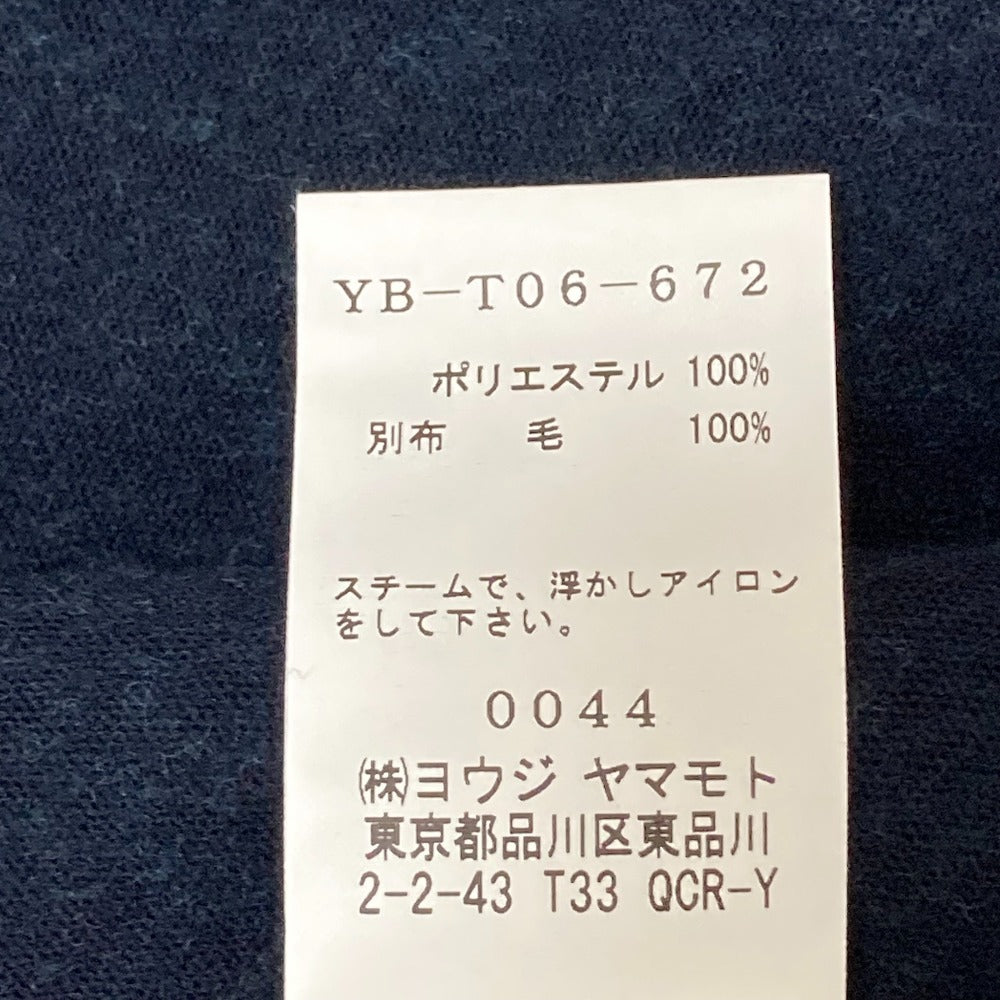 YB-T06-672
ポリエステル 100%
別布 毛 100%
スチームで、浮かしアイロン
をして下さい。
0044
㈱ヨウジ ヤマモト
東京都品川区東品川
2-2-43 T33 QCR-Y